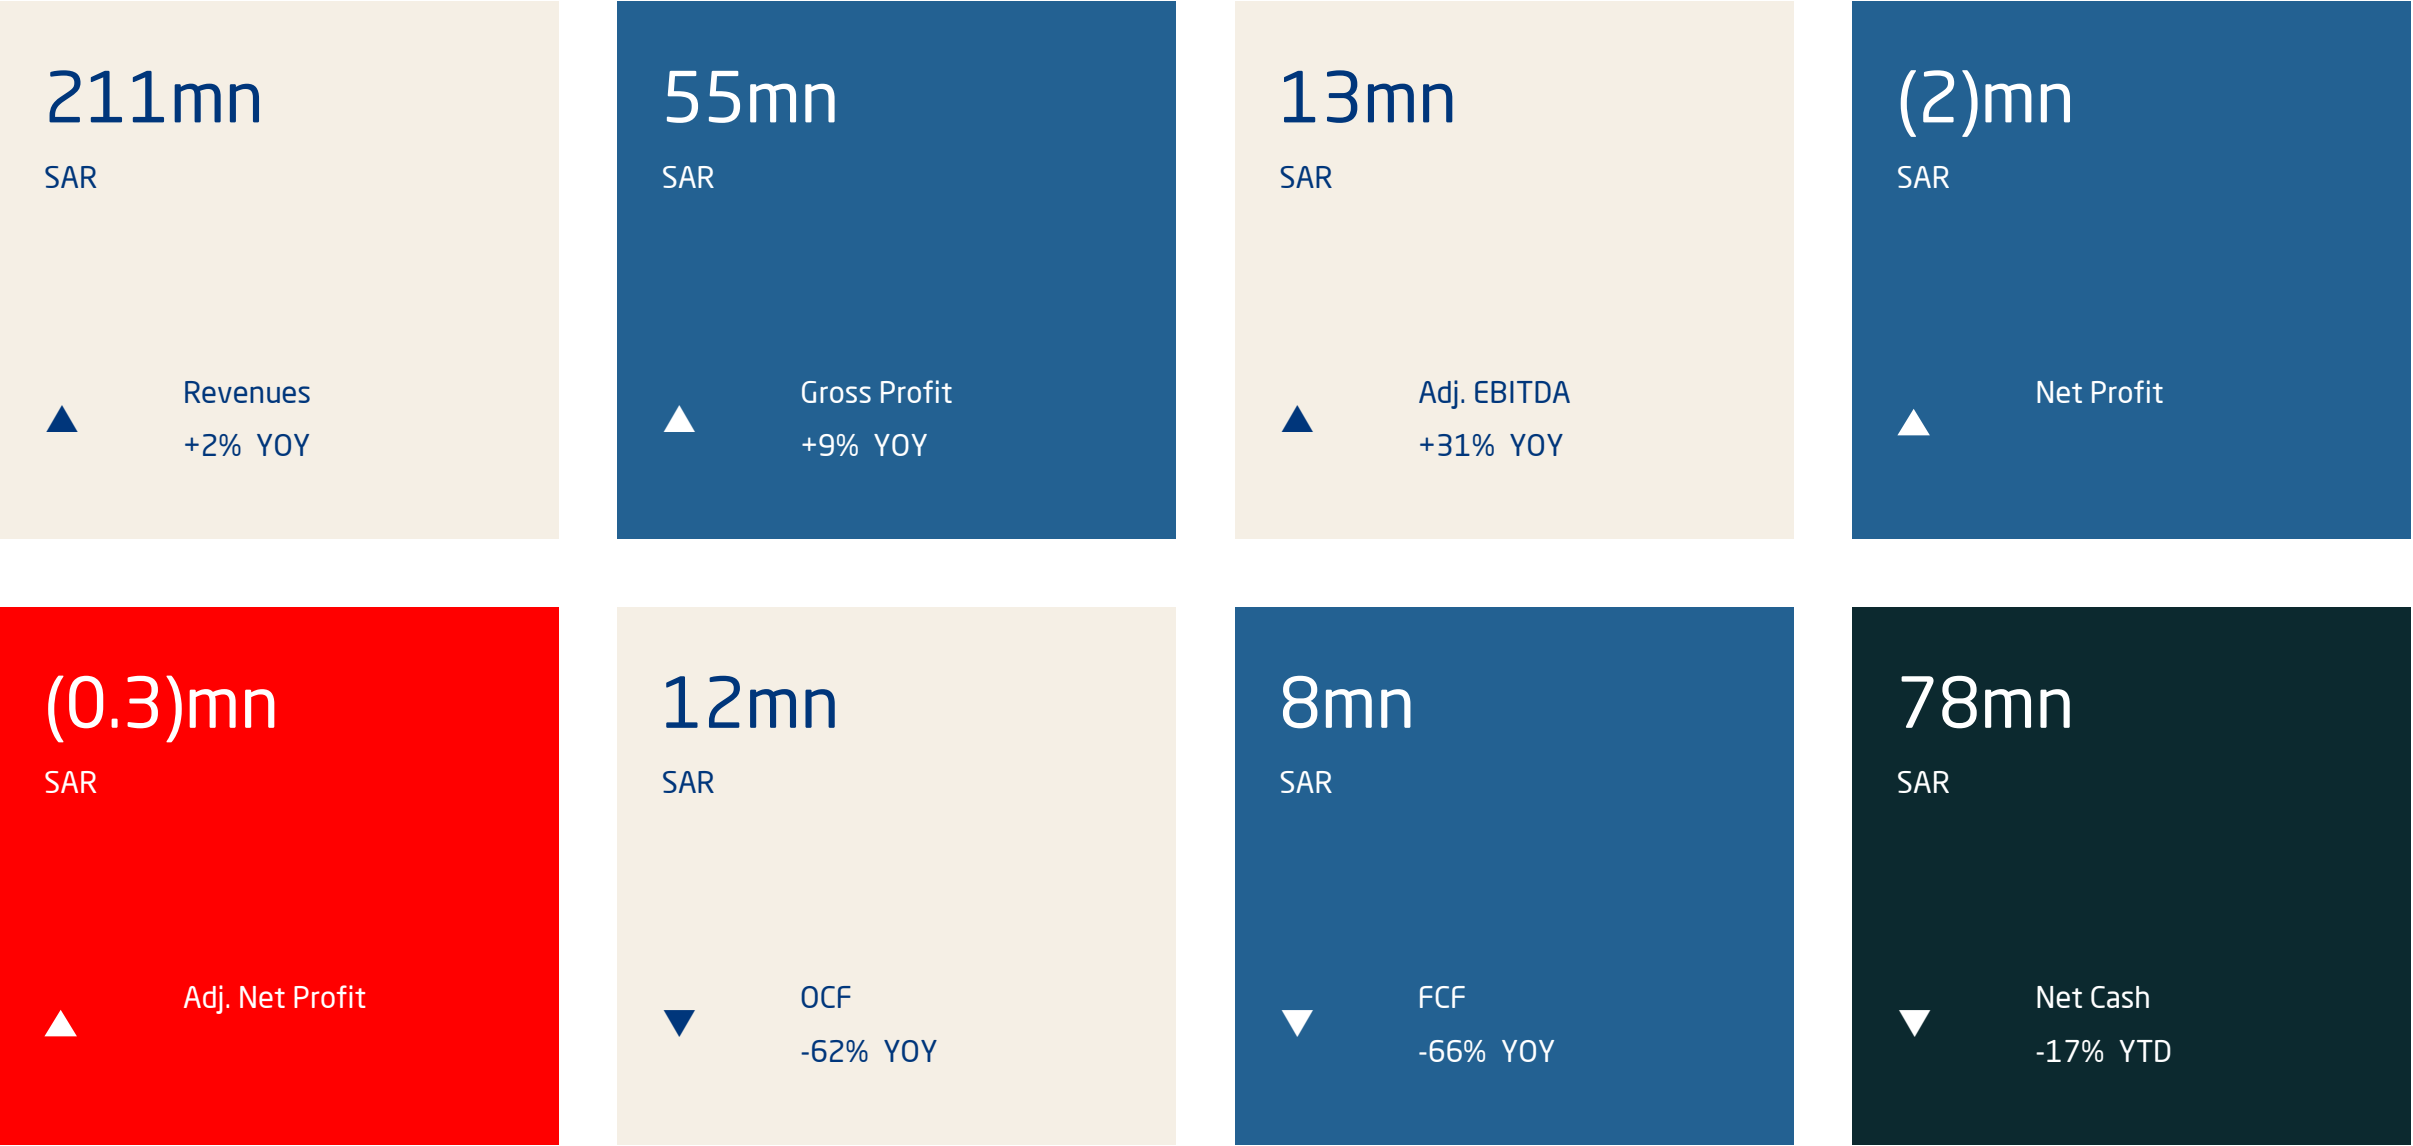 211mn
SAR
Revenues
+2% YOY
55mn
SAR
Gross Profit
+9% YOY
13mn
SAR
Adj. EBITDA
+31% YOY
(2)mn
SAR
Net Profit
(0.3)mn
SAR
Adj. Net Profit
12mn
SAR
OCF
-62% YOY
8mn
SAR
FCF
-66% YOY
78mn
SAR
Net Cash
-17% YTD